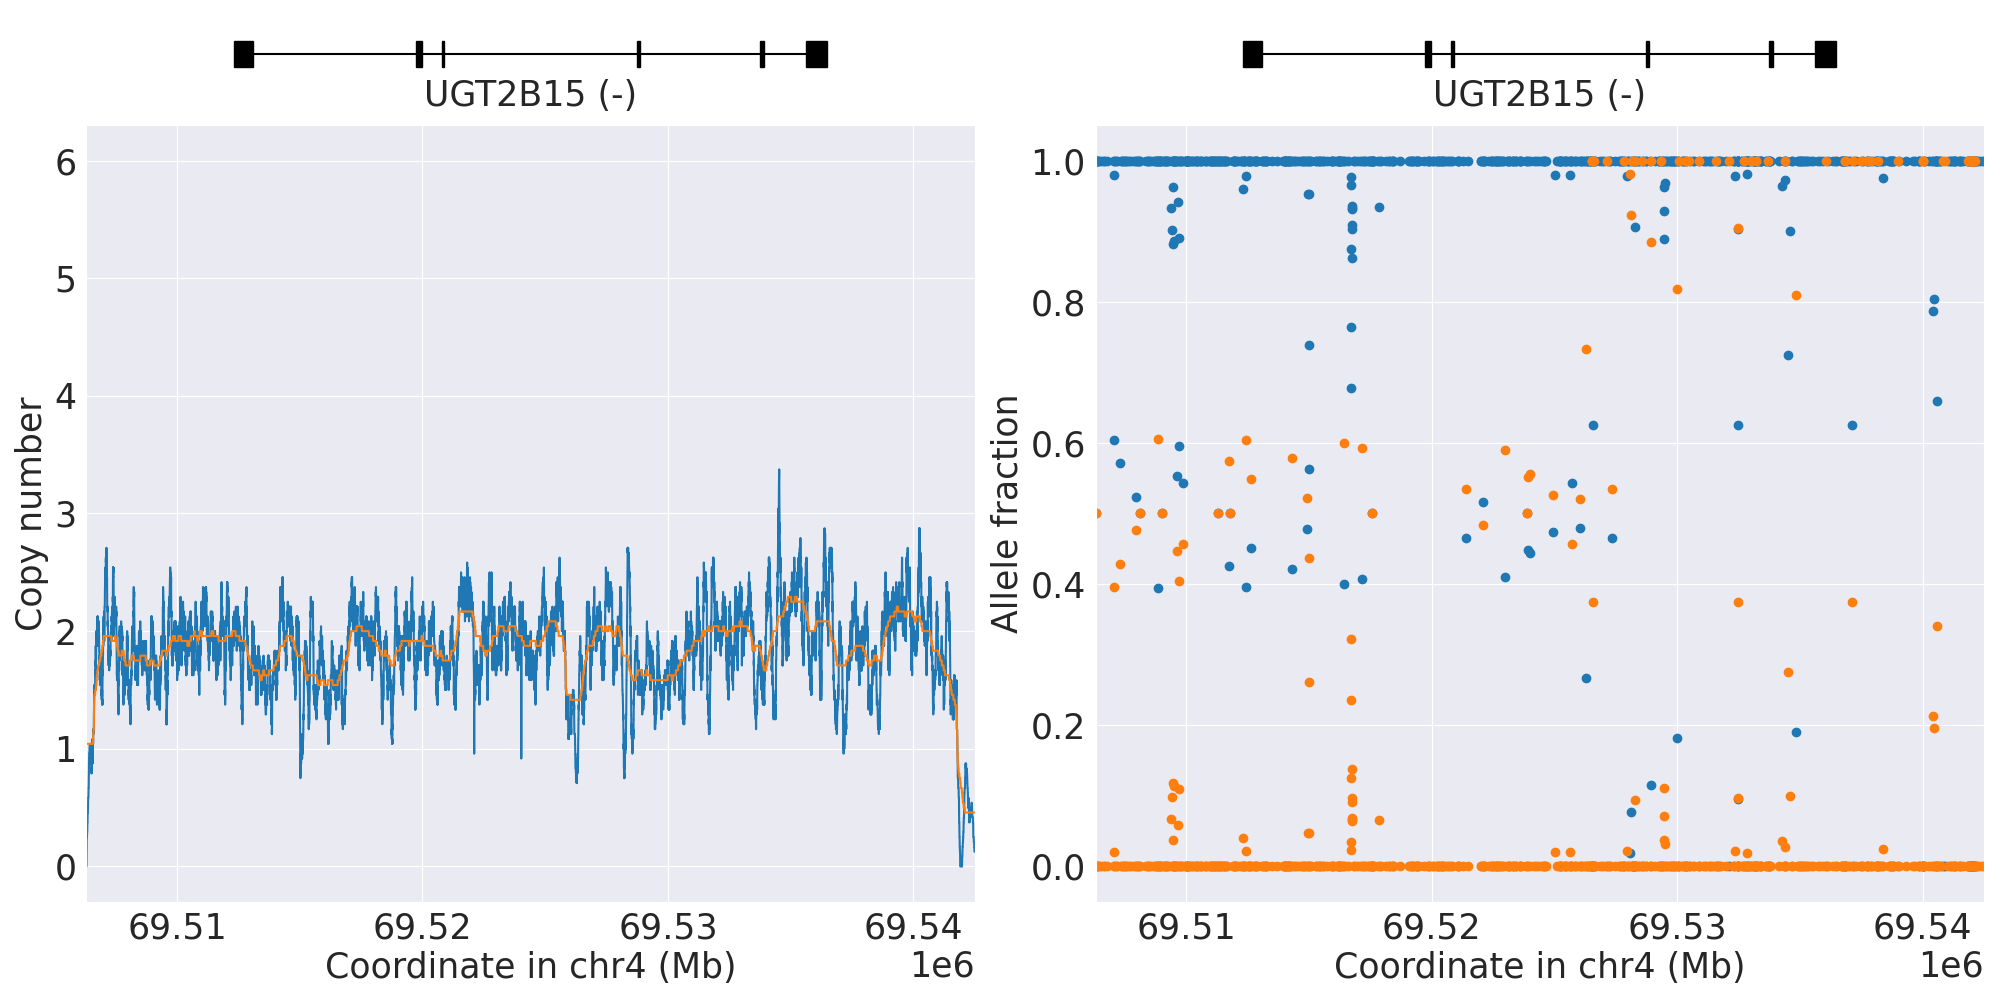 UGT2B15 (-)
6
5
4
3
2
1
0
Copy number
69.51 69.52 69.53 69.54
Coordinate in chr4 (Mb)
1e6
UGT2B15 (-)
1.0
0.8
0.6
0.4
0.2
0.0
Allele fraction
69.51 69.52 69.53 69.54
Coordinate in chr4 (Mb)
1e6